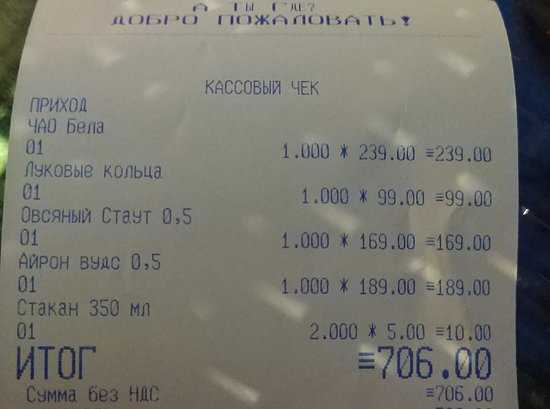 А ТЫ ГДЕ?
ДОБРО ПОЖАЛОВАТЬ!
КАССОВЫЙ ЧЕК
ПРИХОД
ЧАО Бела
01 1.000 * 239.00 =239.00
Луковые кольца
01 1.000 * 99.00 =99.00
Овсяный Стаут 0,5
01 1.000 * 169.00 =169.00
Айрон вудс 0,5
01 1.000 * 189.00 =189.00
Стакан 350 мл
01 2.000 * 5.00 =10.00
ИТОГ =706.00
Сумма без НДС =706.00